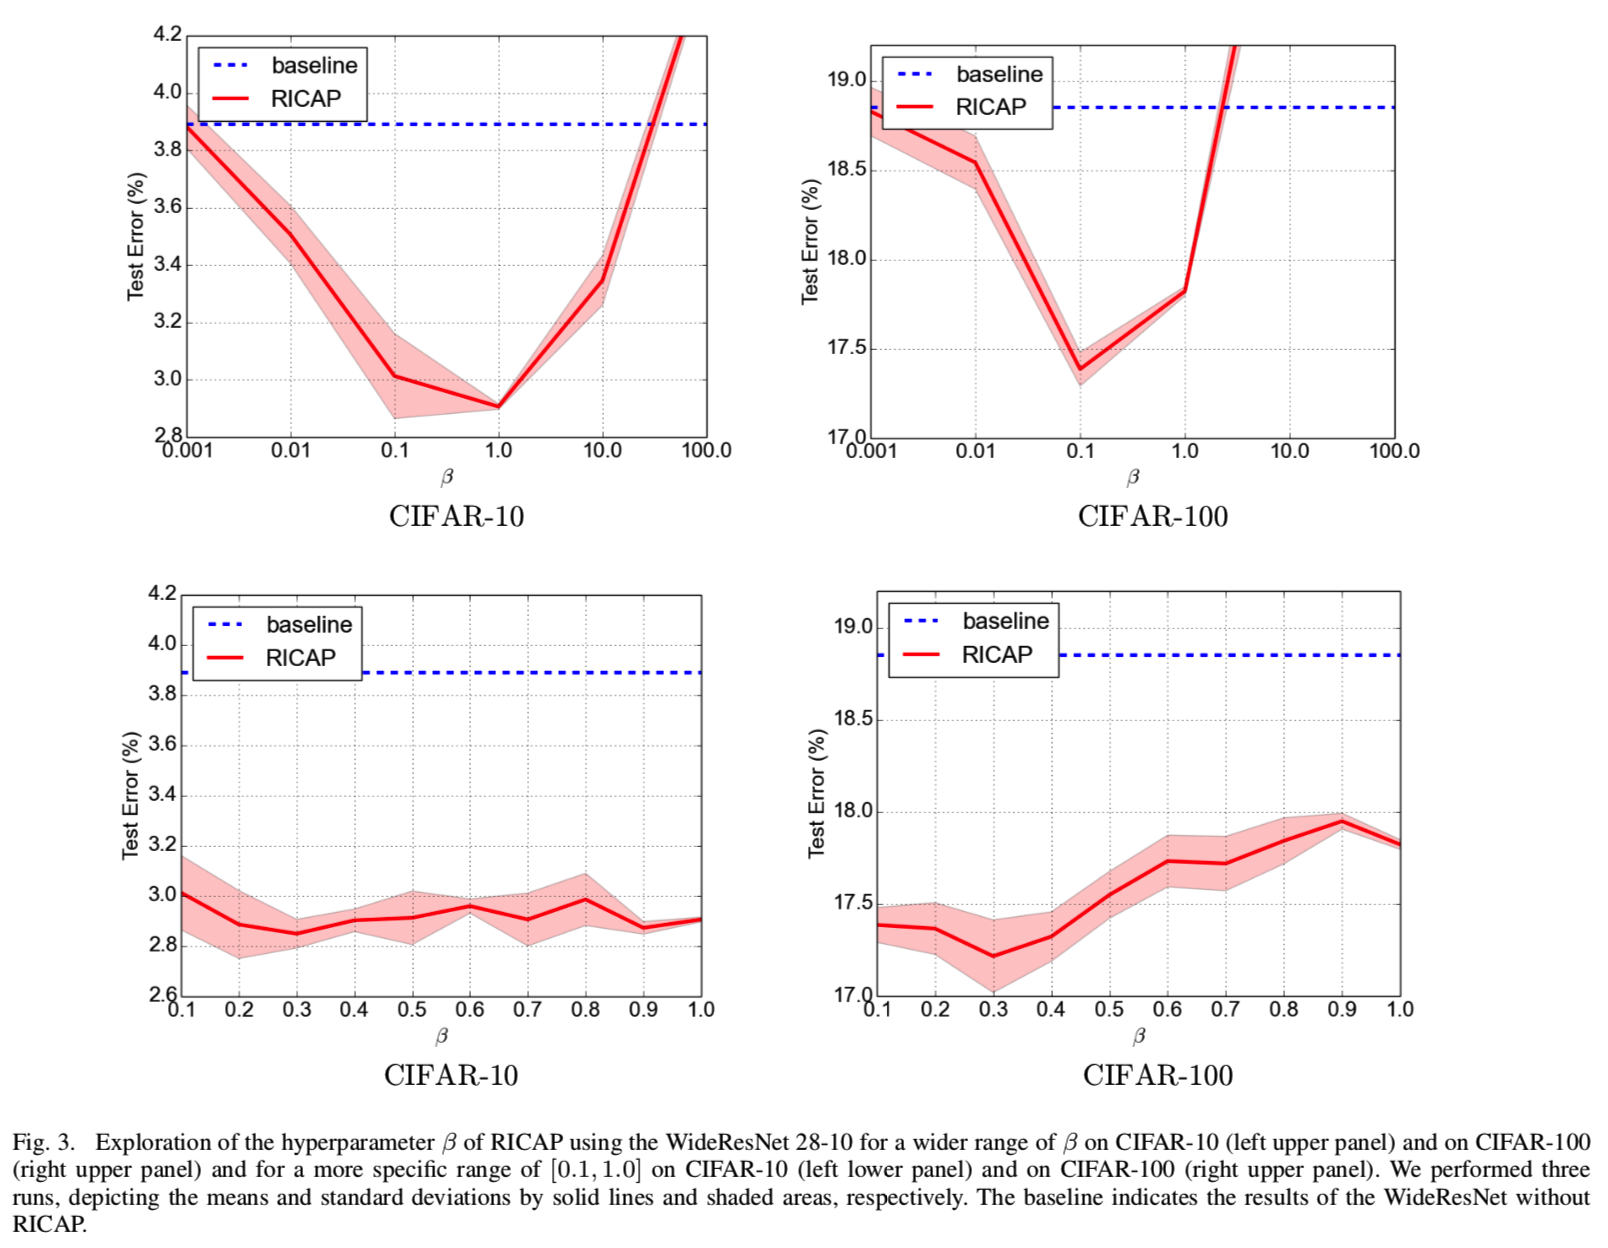 4.2
4.0
3.8
3.6
3.4
3.2
3.0
2.8
Test Error (%)
baseline
RICAP
0.001 0.01 0.1 1.0 10.0 100.0
β
CIFAR-10
19.0
18.5
18.0
17.5
17.0
Test Error (%)
baseline
RICAP
0.001 0.01 0.1 1.0 10.0 100.0
β
CIFAR-100
4.2
4.0
3.8
3.6
3.4
3.2
3.0
2.8
2.6
Test Error (%)
baseline
RICAP
0.1 0.2 0.3 0.4 0.5 0.6 0.7 0.8 0.9 1.0
β
CIFAR-10
19.0
18.5
18.0
17.5
17.0
Test Error (%)
baseline
RICAP
0.1 0.2 0.3 0.4 0.5 0.6 0.7 0.8 0.9 1.0
β
CIFAR-100
Fig. 3. Exploration of the hyperparameter β of RICAP using the WideResNet 28-10 for a wider range of β on CIFAR-10 (left upper panel) and on CIFAR-100
(right upper panel) and for a more specific range of [0.1, 1.0] on CIFAR-10 (left lower panel) and on CIFAR-100 (right upper panel). We performed three
runs, depicting the means and standard deviations by solid lines and shaded areas, respectively. The baseline indicates the results of the WideResNet without
RICAP.